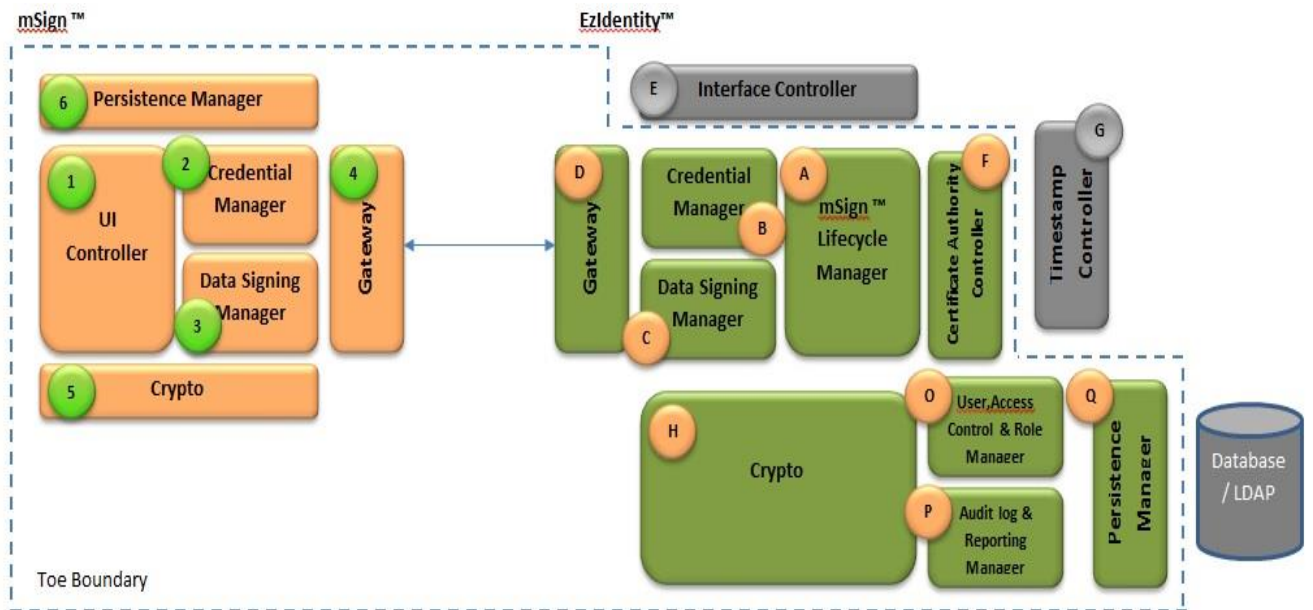 mSign ™
EzIdentity™
6
Persistence Manager
1
UI
Controller
2
Credential
Manager
Data Signing
Manager
3
4
Gateway
5
Crypto
E
Interface Controller
D
Gateway
Credential
Manager
B
Data Signing
Manager
C
A
mSign ™
Lifecycle
Manager
F
Certificate Authority
Controller
G
Timestamp
Controller
H
Crypto
O
User,Access
Control & Role
Manager
P
Audit log &
Reporting
Manager
Q
Persistence
Manager
Database
/ LDAP
Toe Boundary